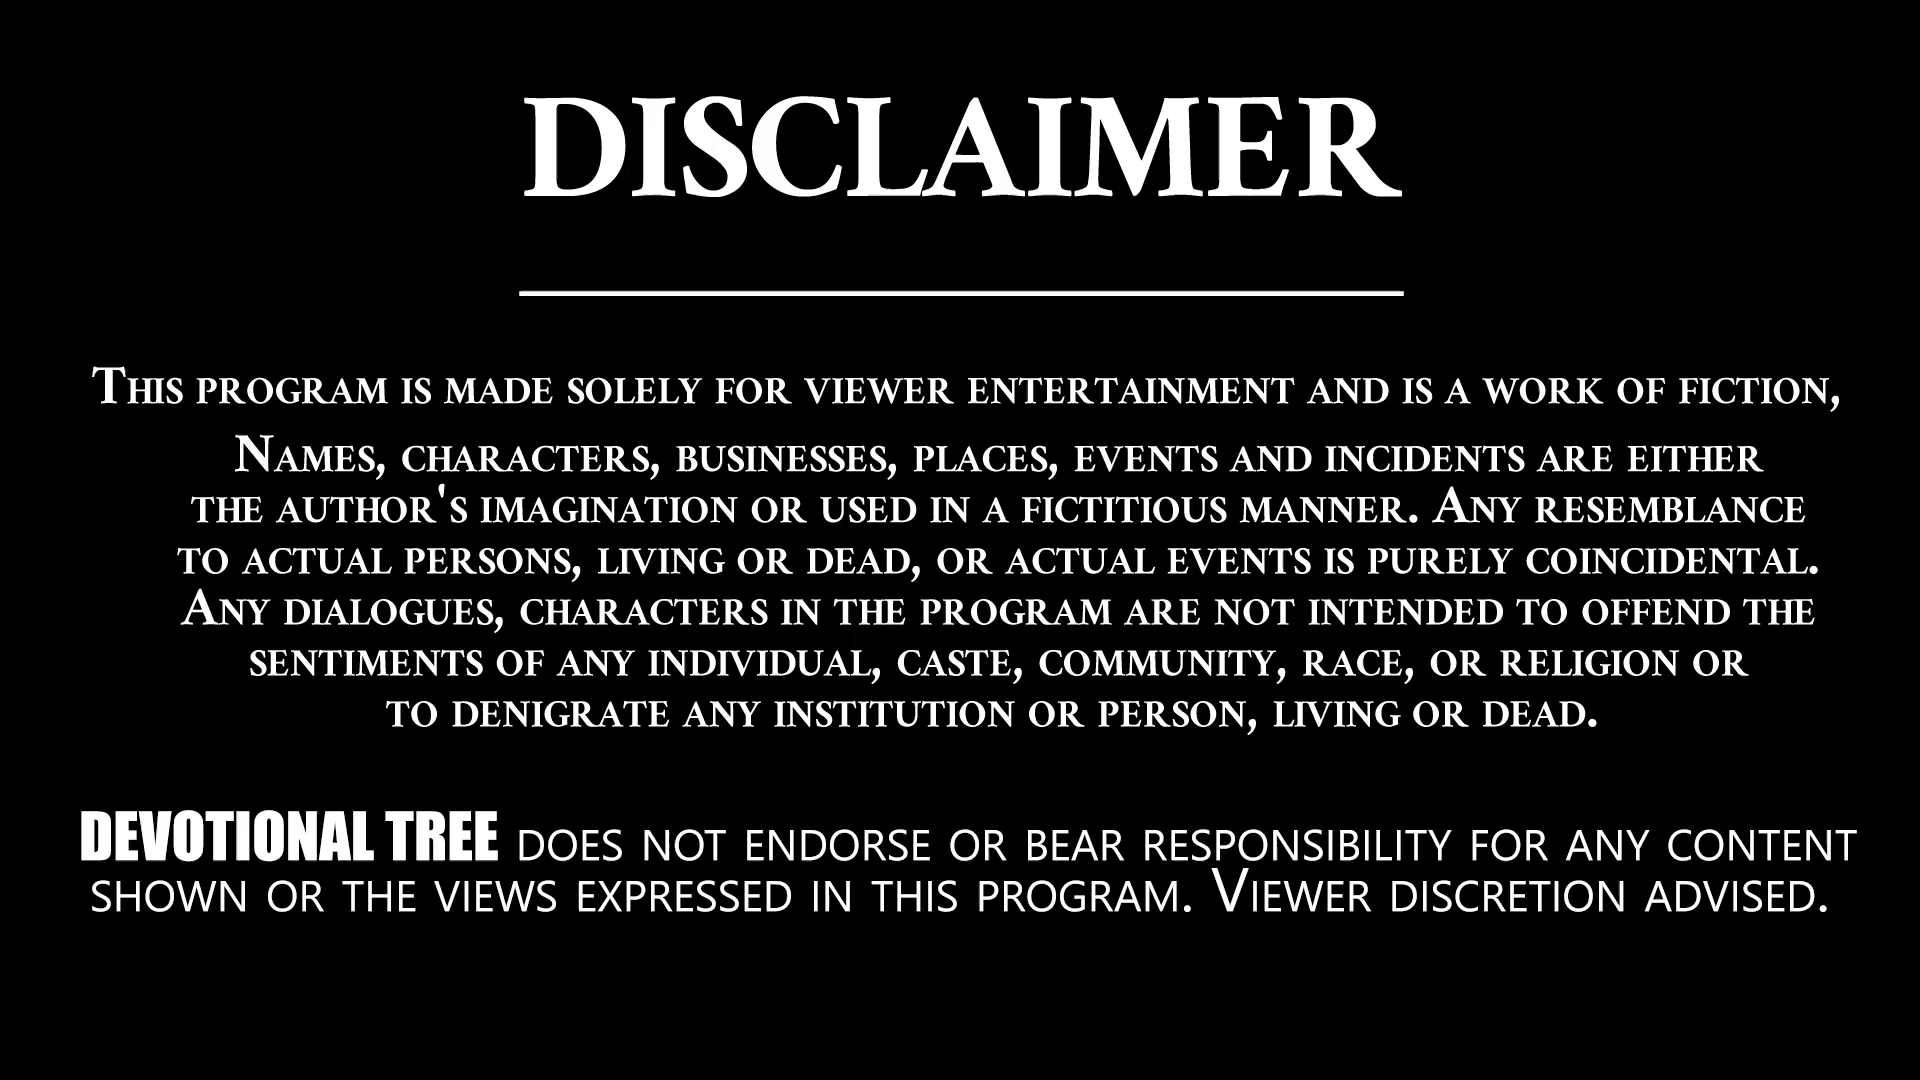 DISCLAIMER
This program is made solely for viewer entertainment and is a work of fiction,
Names, characters, businesses, places, events and incidents are either
the author's imagination or used in a fictitious manner. Any resemblance
to actual persons, living or dead, or actual events is purely coincidental.
Any dialogues, characters in the program are not intended to offend the
sentiments of any individual, caste, community, race, or religion or
to denigrate any institution or person, living or dead.
DEVOTIONAL TREE does not endorse or bear responsibility for any content
shown or the views expressed in this program. Viewer discretion advised.